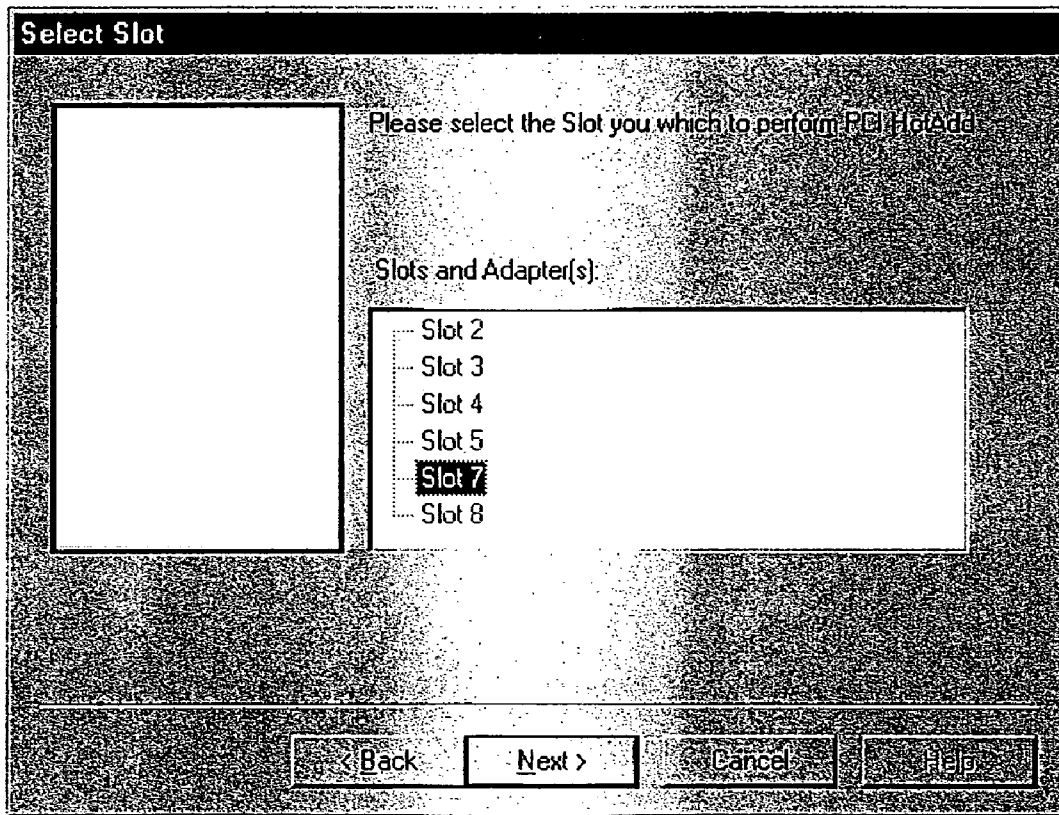 Select Slot
Please select the Slot you which to perform PCI HotAdd
Slots and Adapter(s):
Slot 2
Slot 3
Slot 4
Slot 5
Slot 7
Slot 8
< Back
Next >
Cancel
Help